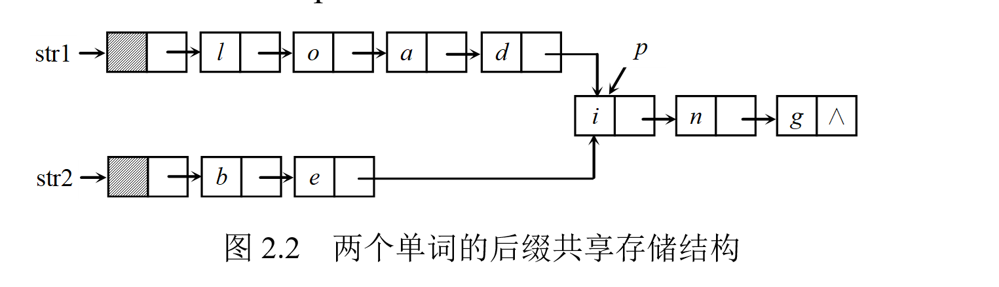 str1 l o a d p
i n g ∧
str2 b e
图 2.2 两个单词的后缀共享存储结构